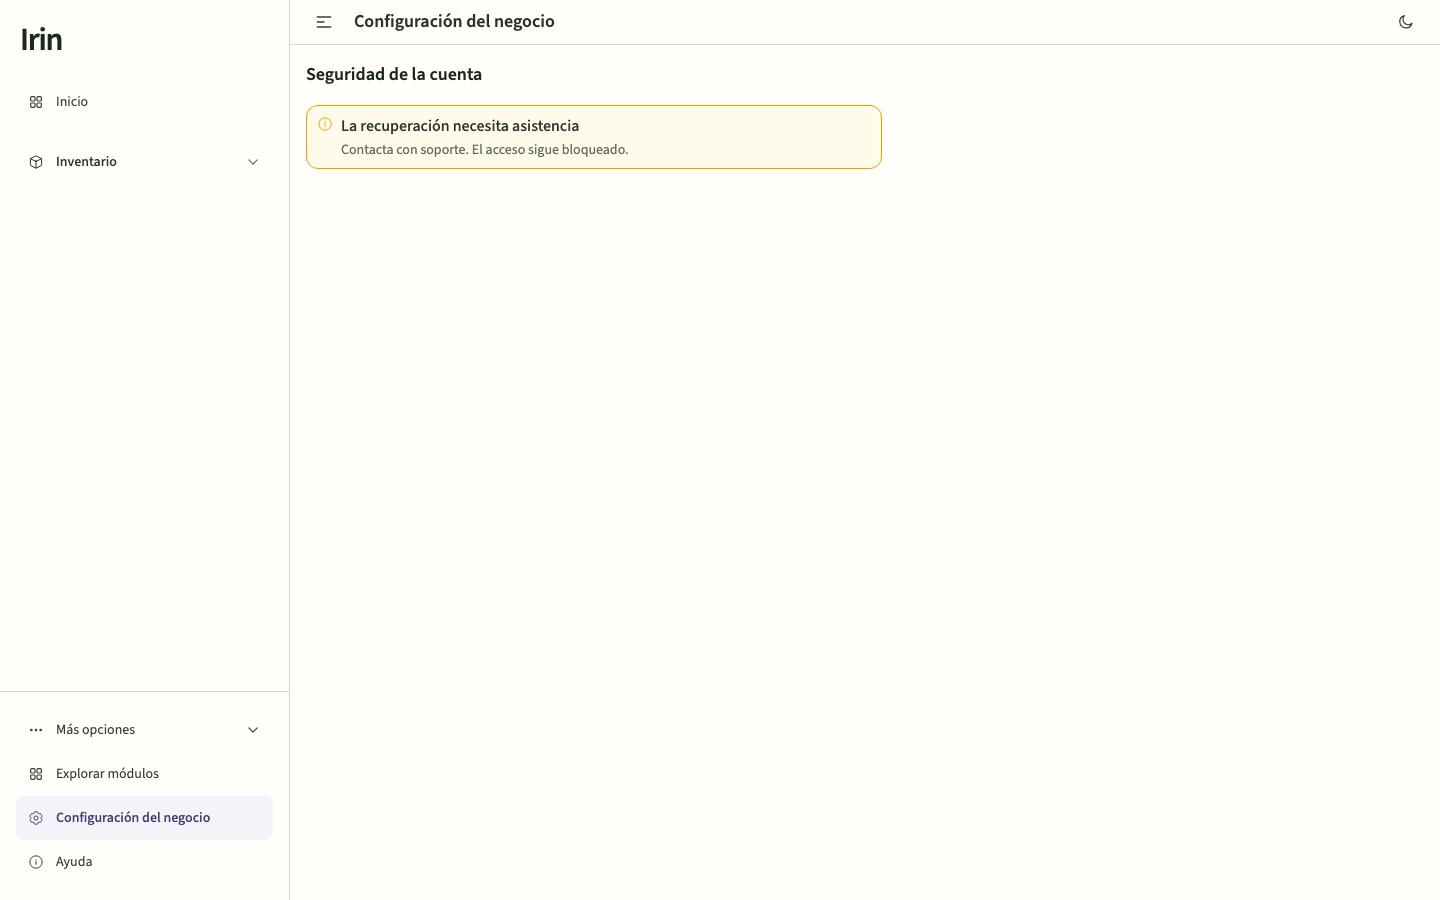 Irin
Inicio
Inventario
Más opciones
Explorar módulos
Configuración del negocio
Ayuda
Configuración del negocio
Seguridad de la cuenta
La recuperación necesita asistencia
Contacta con soporte. El acceso sigue bloqueado.